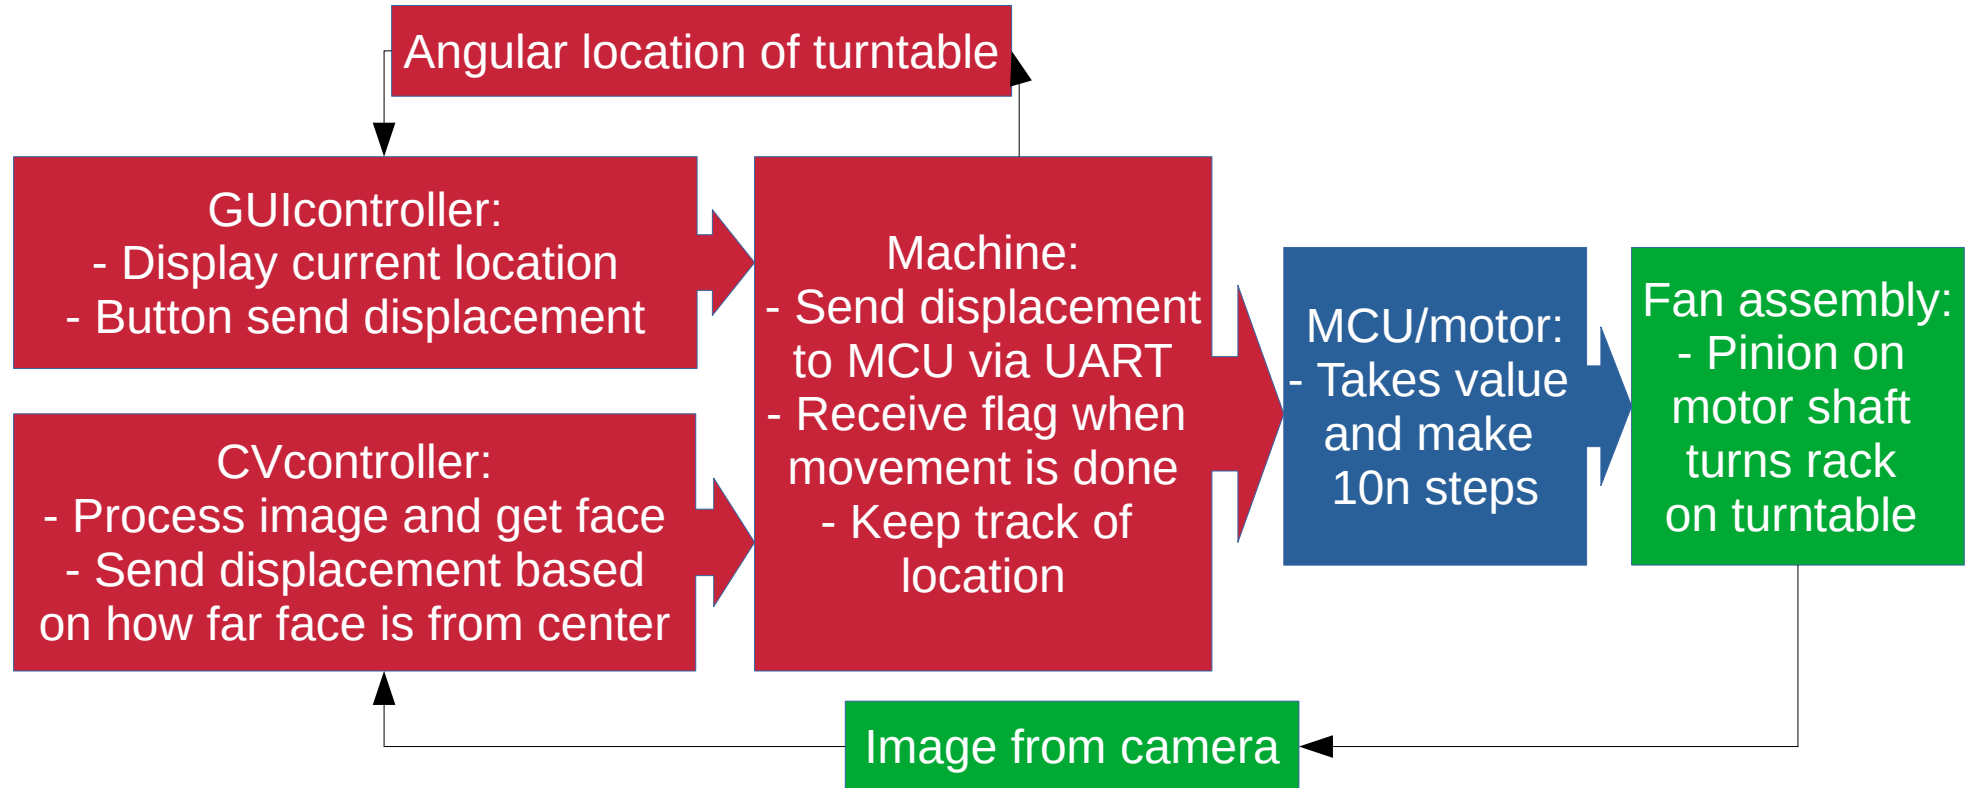 Angular location of turntable
GUIcontroller:
- Display current location
- Button send displacement
CVcontroller:
- Process image and get face
- Send displacement based
on how far face is from center
Machine:
- Send displacement
to MCU via UART
- Receive flag when
movement is done
- Keep track of
location
MCU/motor:
- Takes value
and make
10n steps
Fan assembly:
- Pinion on
motor shaft
turns rack
on turntable
Image from camera